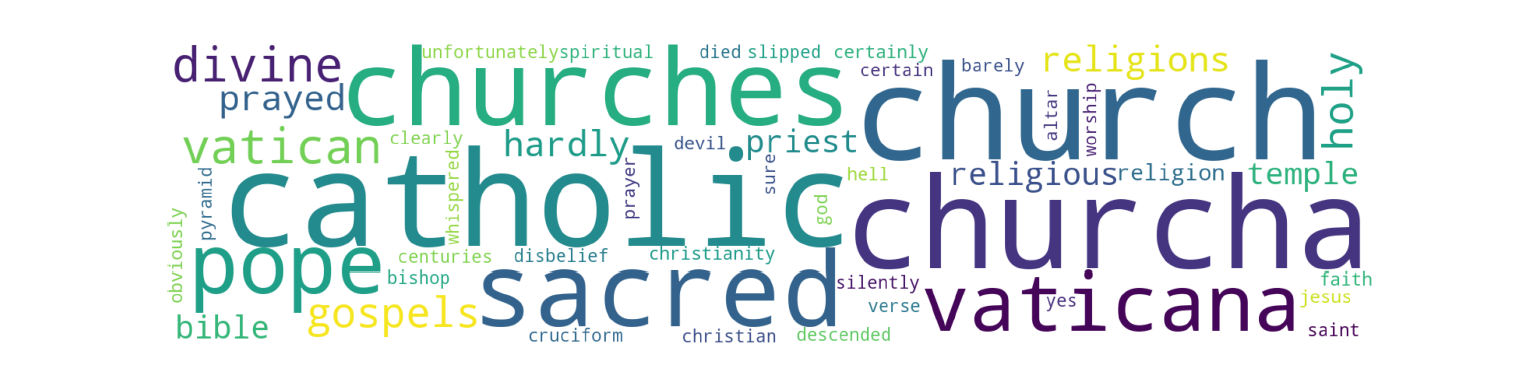 unfortunately spiritual died slipped certainly
divine churches certain barely religions
prayed church altar worship holy
vatican clearly hardly devil priest
catholic whispered prayer sure hell religious religion temple
pyramid god churcha
obviously pope centuries disbelief christianity
bishop sacred silently faith
gospels verse vaticana yes jesus
bible cruciform christian descended saint